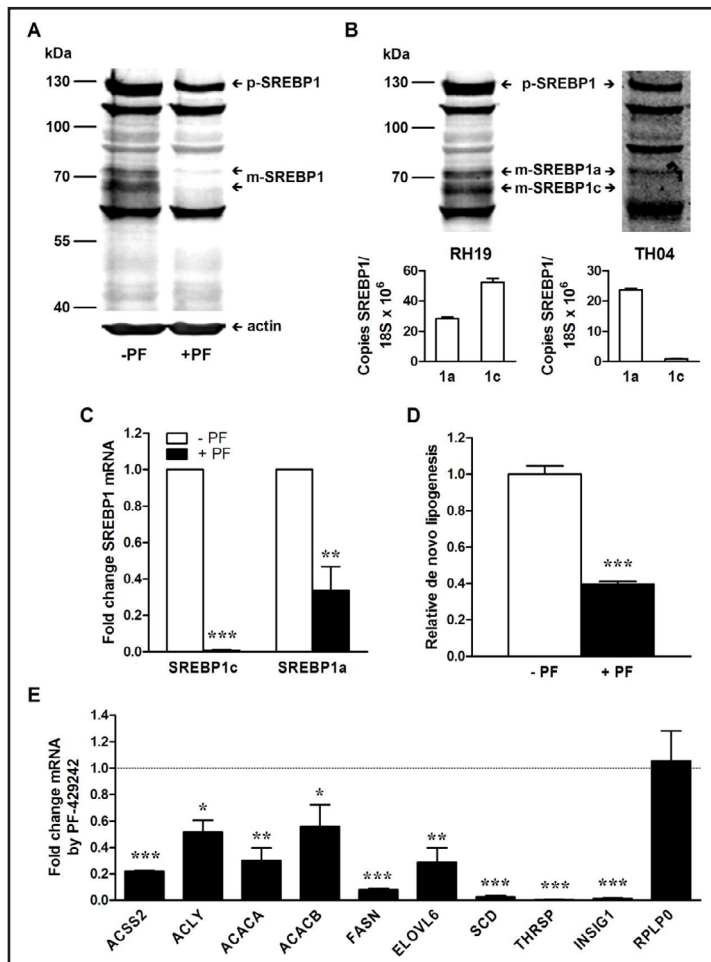 A
kDa
130
100
70
55
40
p-SREBP1
m-SREBP1
actin
-PF +PF
B
kDa
130
70
p-SREBP1
m-SREBP1a
m-SREBP1c
RH19
Copies SREBP1/
18S x 10⁶
60
40
20
0
1a 1c
TH04
Copies SREBP1/
18S x 10⁶
30
20
10
0
1a 1c
C
- PF
+ PF
Fold change SREBP1 mRNA
1.0
0.8
0.6
0.4
0.2
0.0
***
**
SREBP1c SREBP1a
D
Relative de novo lipogenesis
1.2
1.0
0.8
0.6
0.4
0.2
0.0
***
- PF + PF
E
Fold change mRNA
by PF-429242
1.4
1.2
1.0
0.8
0.6
0.4
0.2
0.0
*** * ** * *** ** *** *** ***
ACSS2 ACLY ACACA ACACB FASN ELOVL6 SCD THRSP INSIG1 RPLP0